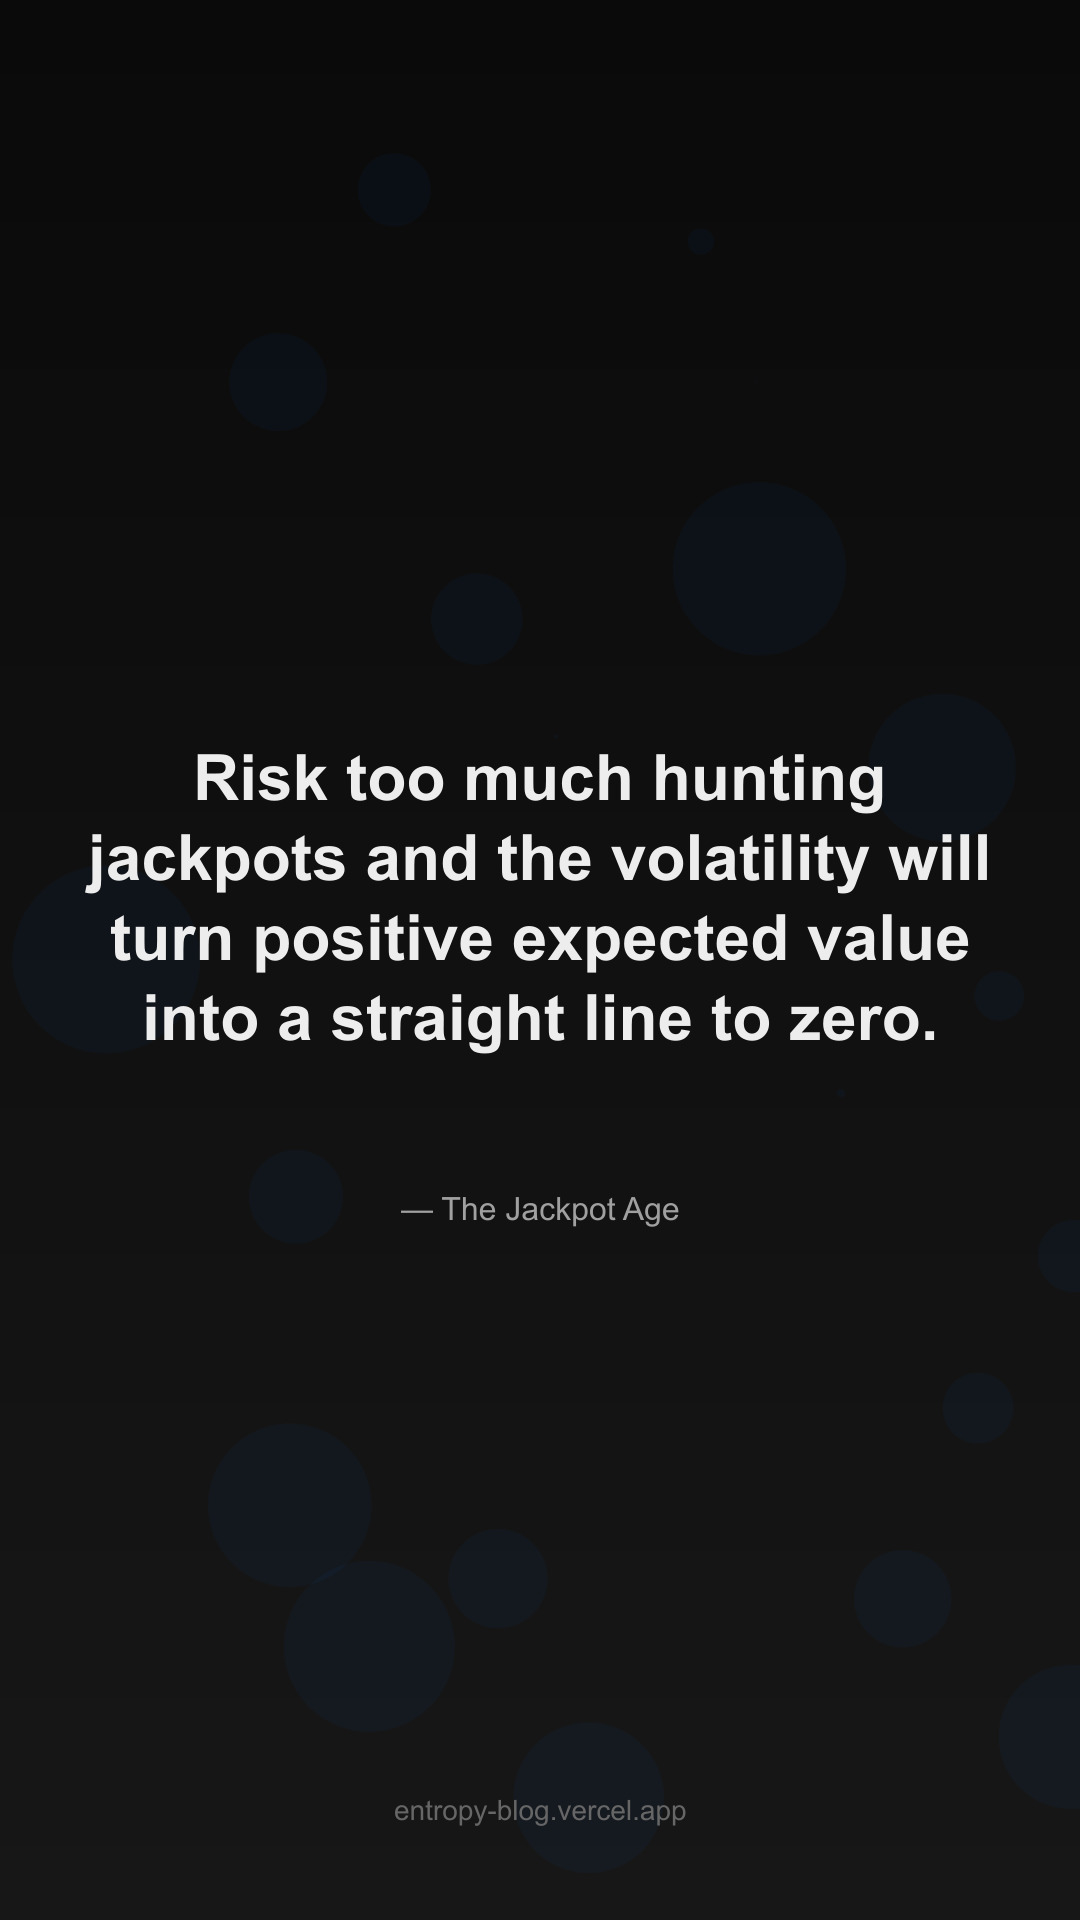 Risk too much hunting
jackpots and the volatility will
turn positive expected value
into a straight line to zero.
— The Jackpot Age
entropy-blog.vercel.app